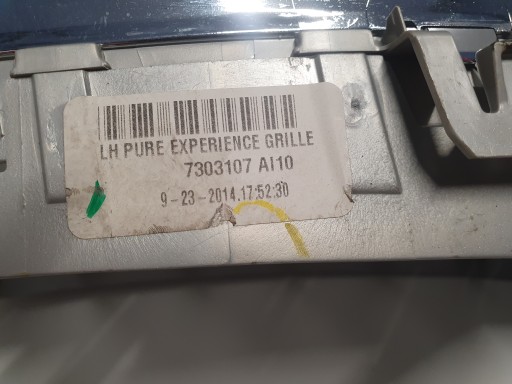 LH PURE EXPERIENCE GRILLE
7303107 AI10
9-23-2014.17:52:30